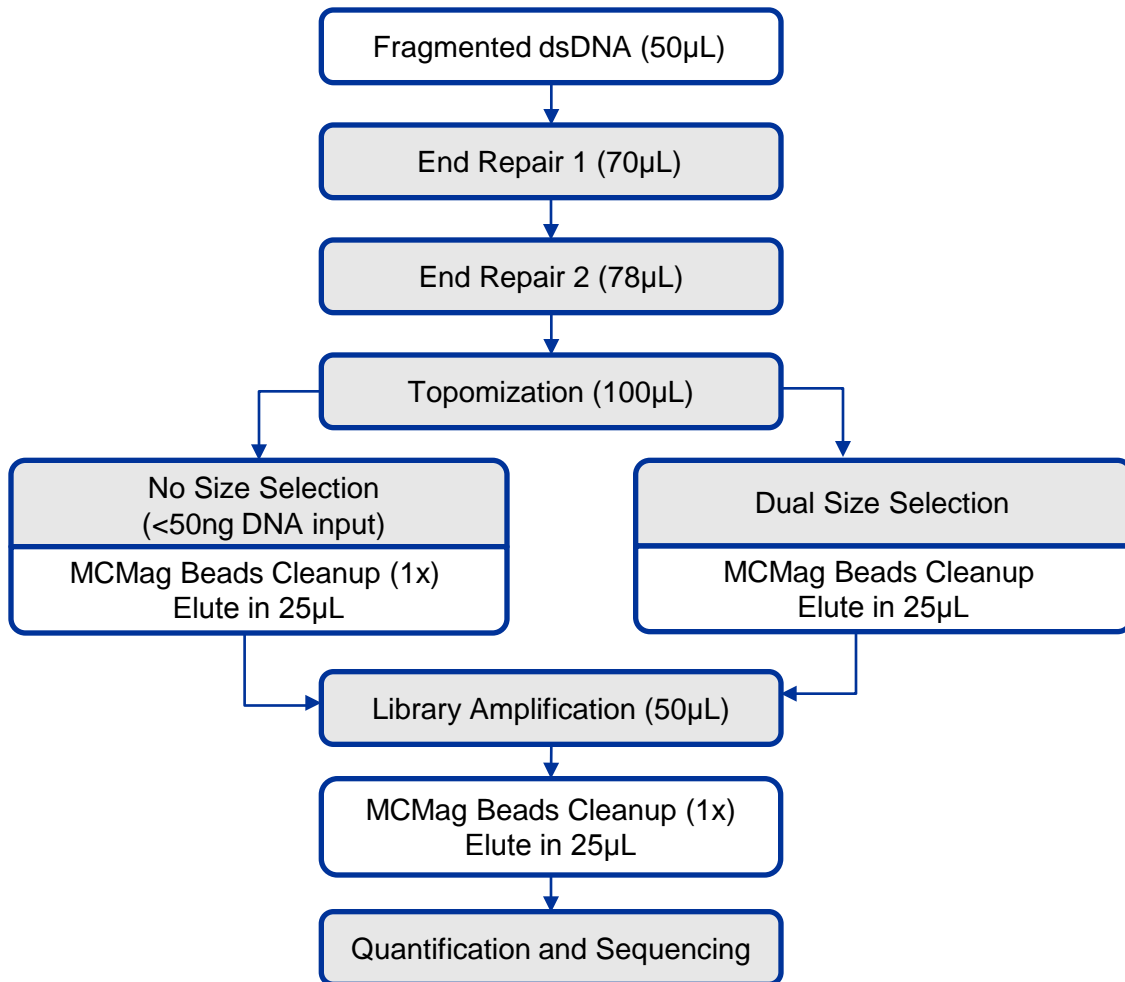 Fragmented dsDNA (50µL)
End Repair 1 (70µL)
End Repair 2 (78µL)
Topomization (100µL)
No Size Selection
(<50ng DNA input)
MCMag Beads Cleanup (1x)
Elute in 25µL
Dual Size Selection
MCMag Beads Cleanup
Elute in 25µL
Library Amplification (50µL)
MCMag Beads Cleanup (1x)
Elute in 25µL
Quantification and Sequencing